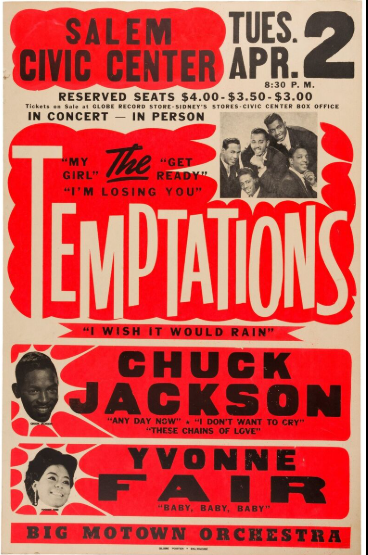 SALEM
CIVIC CENTER
TUES.
APR. 2
8:30 P. M.
RESERVED SEATS $4.00-$3.50-$3.00
Tickets on Sale at GLOBE RECORD STORE-SIDNEY'S STORES-CIVIC CENTER BOX OFFICE
IN CONCERT — IN PERSON
"MY GIRL"
The
"GET READY"
"I'M LOSING YOU"
TEMPTATIONS
"I WISH IT WOULD RAIN"
CHUCK
JACKSON
"ANY DAY NOW" ★ "I DON'T WANT TO CRY"
"THESE CHAINS OF LOVE"
YVONNE
FAIR
"BABY, BABY, BABY"
BIG MOTOWN ORCHESTRA